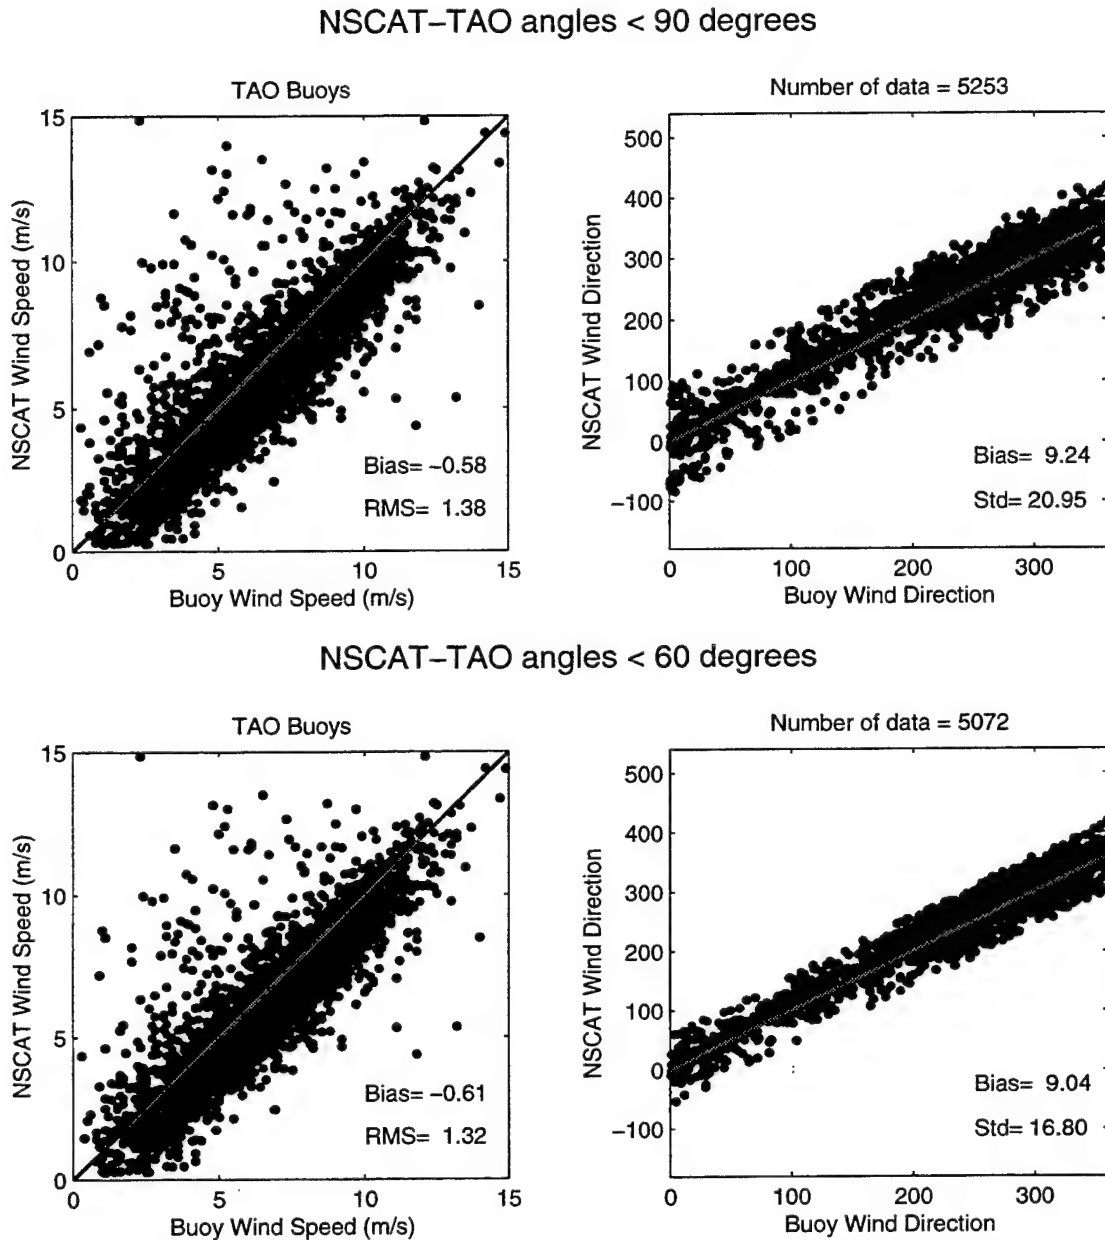 NSCAT–TAO angles < 90 degrees
TAO Buoys
15
10
5
0
NSCAT Wind Speed (m/s)
Bias= −0.58
RMS= 1.38
0 5 10 15
Buoy Wind Speed (m/s)
Number of data = 5253
500
400
300
200
100
0
−100
NSCAT Wind Direction
Bias= 9.24
Std= 20.95
0 100 200 300
Buoy Wind Direction
NSCAT–TAO angles < 60 degrees
TAO Buoys
15
10
5
0
NSCAT Wind Speed (m/s)
Bias= −0.61
RMS= 1.32
0 5 10 15
Buoy Wind Speed (m/s)
Number of data = 5072
500
400
300
200
100
0
−100
NSCAT Wind Direction
Bias= 9.04
Std= 16.80
0 100 200 300
Buoy Wind Direction